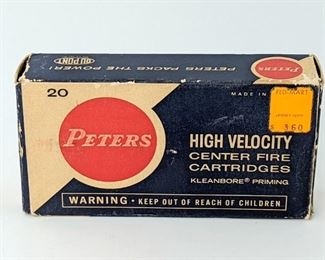 DU PONT
PETERS PACKS THE POWER!
PETERS
20
MADE IN
$ 3.60
PETERS
HIGH VELOCITY
CENTER FIRE
CARTRIDGES
KLEANBORE® PRIMING
WARNING • KEEP OUT OF REACH OF CHILDREN.